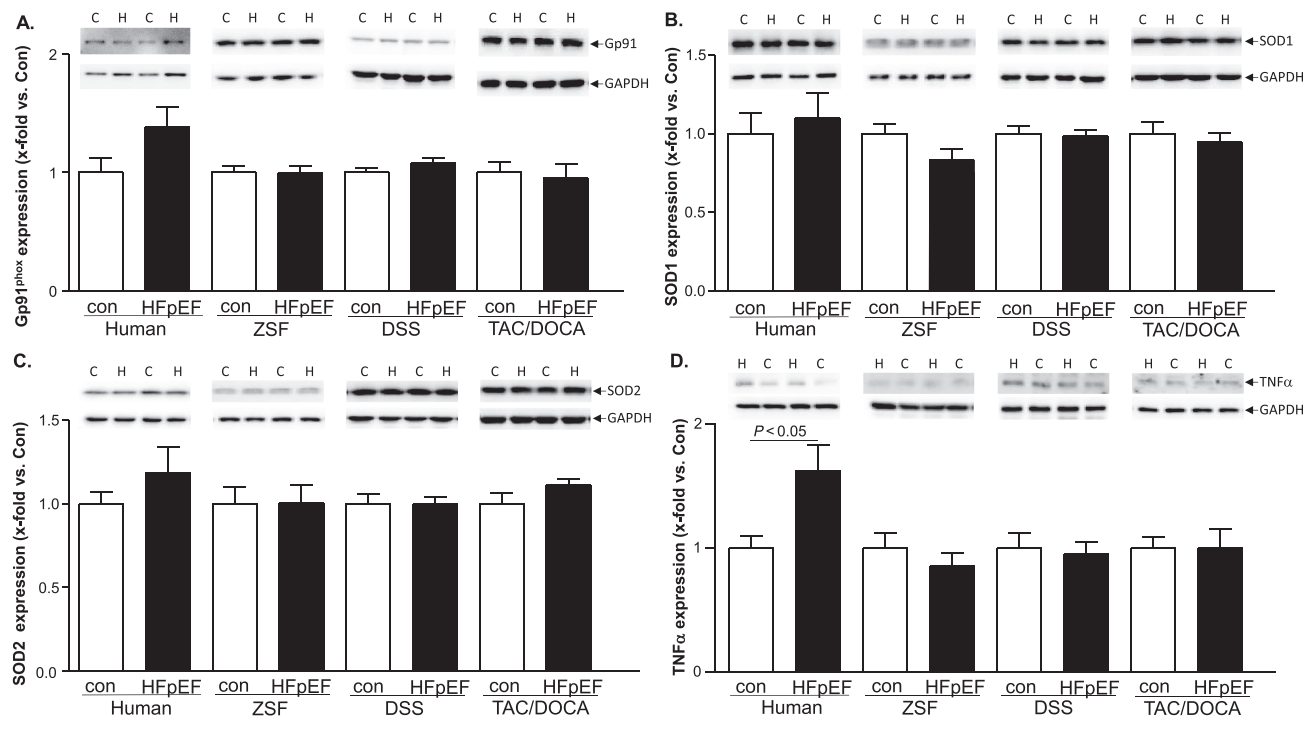 A.
C H C H C H C H C H C H C H C H
Gp91
GAPDH
Gp91phox expression (x-fold vs. Con)
2
1
0
con HFpEF con HFpEF con HFpEF con HFpEF
Human ZSF DSS TAC/DOCA
B.
C H C H C H C H C H C H C H C H
SOD1
GAPDH
SOD1 expression (x-fold vs. Con)
1.5
1.0
0.5
0.0
con HFpEF con HFpEF con HFpEF con HFpEF
Human ZSF DSS TAC/DOCA
C.
C H C H C H C H C H C H C H C H
SOD2
GAPDH
SOD2 expression (x-fold vs. Con)
1.5
1.0
0.5
0.0
con HFpEF con HFpEF con HFpEF con HFpEF
Human ZSF DSS TAC/DOCA
D.
H C H C H C H C H C H C H C H C
TNFα
GAPDH
TNFα expression (x-fold vs. Con)
2
P < 0.05
1
0
con HFpEF con HFpEF con HFpEF con HFpEF
Human ZSF DSS TAC/DOCA